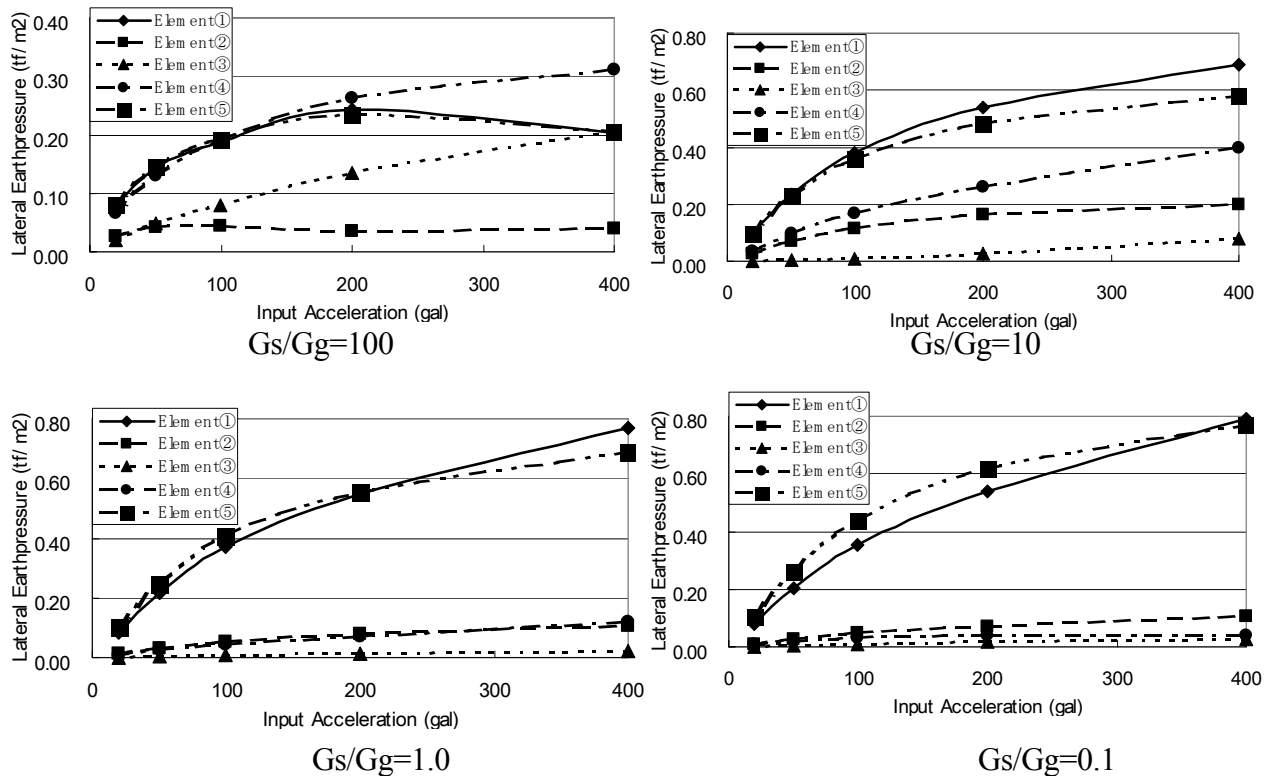 Lateral Earthpressure (tf/ m2)
0.40
0.30
0.20
0.10
0.00
Element①
Element②
Element③
Element④
Element⑤
0 100 200 300 400
Input Acceleration (gal)
Gs/Gg=100
Lateral Earthpressure (tf/ m2)
0.80
0.60
0.40
0.20
0.00
Element①
Element②
Element③
Element④
Element⑤
0 100 200 300 400
Input Acceleration (gal)
Gs/Gg=10
Lateral Earthpressure (tf/ m2)
0.80
0.60
0.40
0.20
0.00
Element①
Element②
Element③
Element④
Element⑤
0 100 200 300 400
Input Acceleration (gal)
Gs/Gg=1.0
Lateral Earthpressure (tf/ m2)
0.80
0.60
0.40
0.20
0.00
Element①
Element②
Element③
Element④
Element⑤
0 100 200 300 400
Input Acceleration (gal)
Gs/Gg=0.1